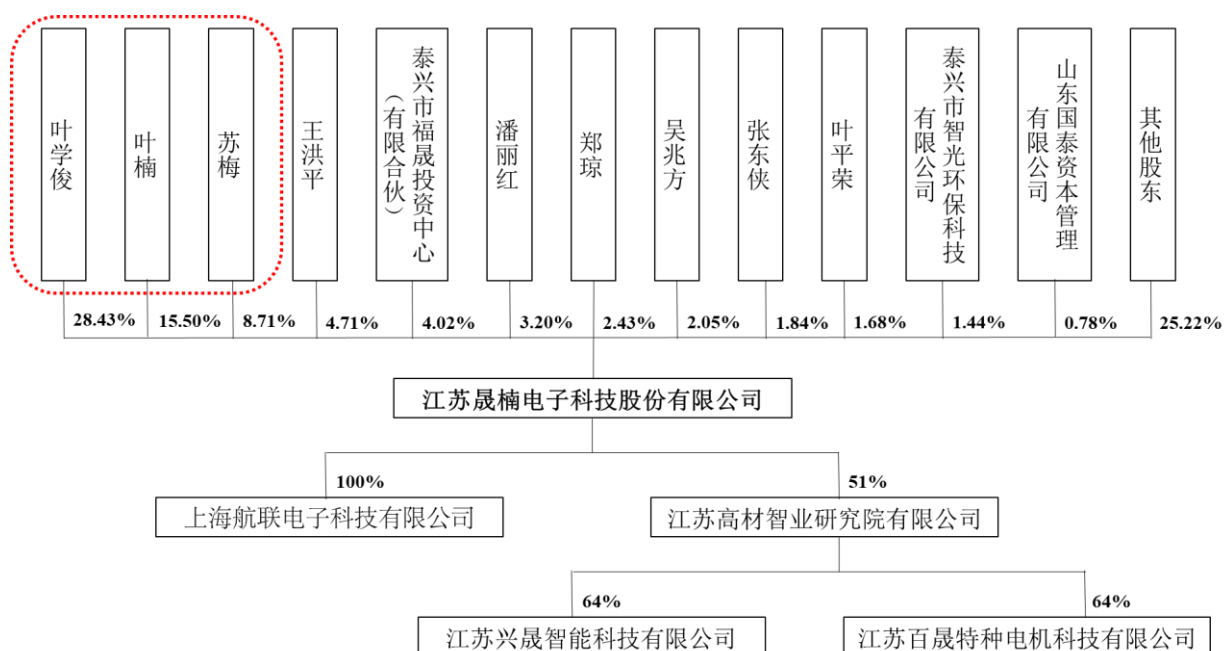 叶学俊
叶楠
苏梅
王洪平
泰兴市福晟投资中心
（有限合伙）
潘丽红
郑琼
吴兆方
张东侠
叶平荣
泰兴市智光环保科技
有限公司
山东国泰资本管理
有限公司
其他股东
28.43%
15.50%
8.71%
4.71%
4.02%
3.20%
2.43%
2.05%
1.84%
1.68%
1.44%
0.78%
25.22%
江苏晟楠电子科技股份有限公司
100%
51%
上海航联电子科技有限公司
江苏高材智业研究院有限公司
64%
64%
江苏兴晟智能科技有限公司
江苏百晟特种电机科技有限公司